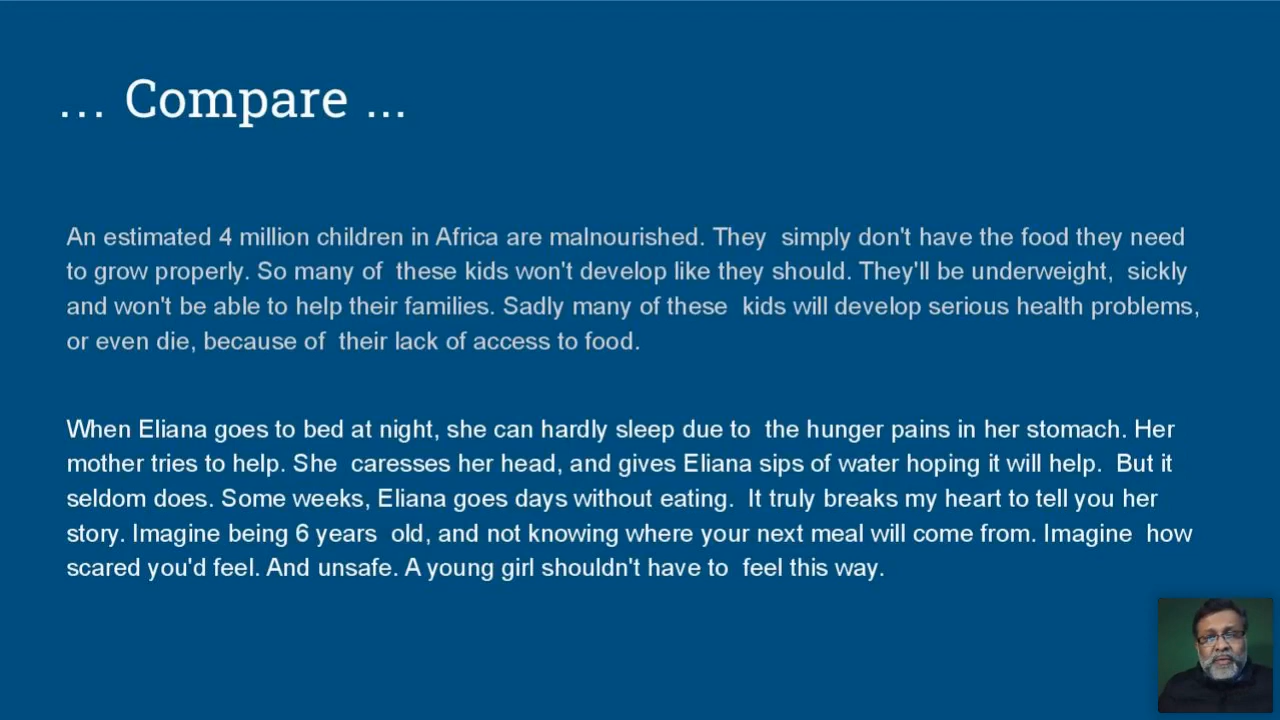 ... Compare ...
An estimated 4 million children in Africa are malnourished. They  simply don't have the food they need
to grow properly. So many of  these kids won't develop like they should. They'll be underweight,  sickly
and won't be able to help their families. Sadly many of these  kids will develop serious health problems,
or even die, because of  their lack of access to food.
When Eliana goes to bed at night, she can hardly sleep due to  the hunger pains in her stomach. Her
mother tries to help. She  caresses her head, and gives Eliana sips of water hoping it will help.  But it
seldom does. Some weeks, Eliana goes days without eating.  It truly breaks my heart to tell you her
story. Imagine being 6 years  old, and not knowing where your next meal will come from. Imagine  how
scared you'd feel. And unsafe. A young girl shouldn't have to  feel this way.